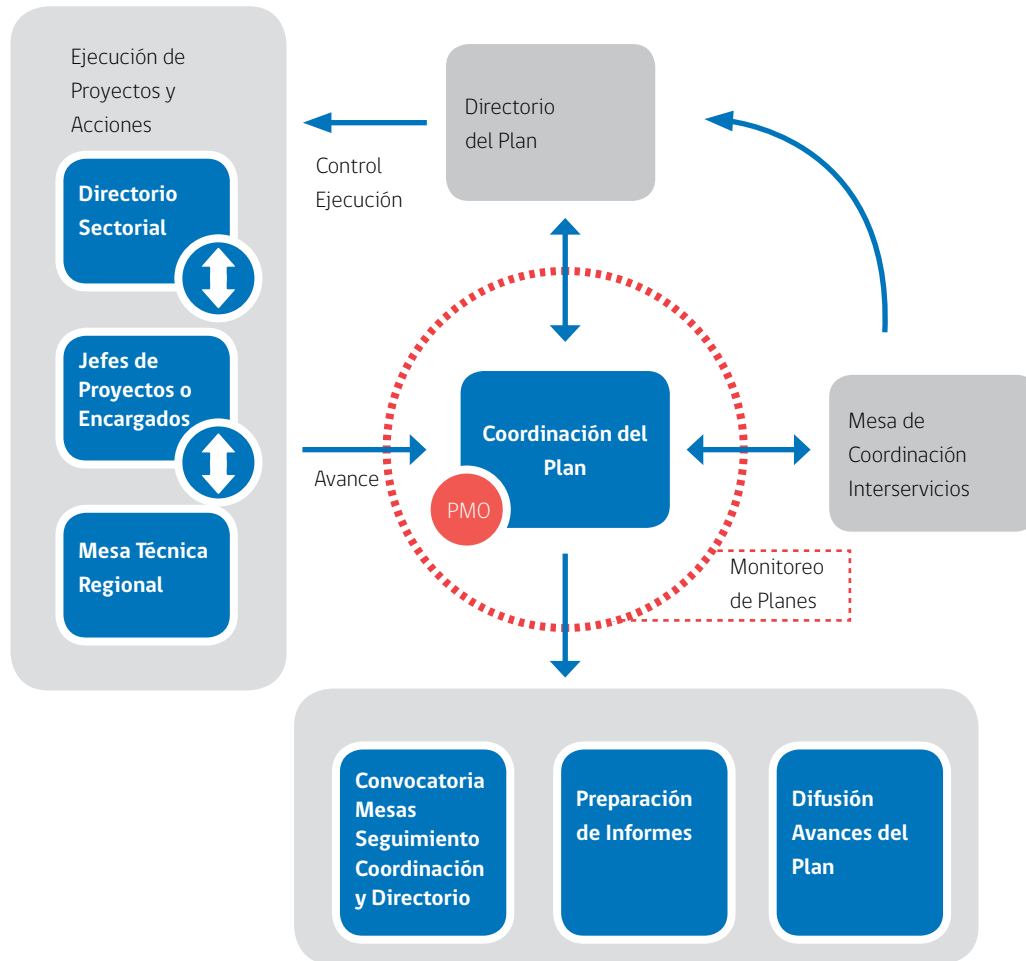 Ejecución de
Proyectos y
Acciones
Directorio
Sectorial
Jefes de
Proyectos o
Encargados
Mesa Técnica
Regional
Control
Ejecución
Directorio
del Plan
Avance
Coordinación del
Plan
PMO
Mesa de
Coordinación
Interservicios
Monitoreo
de Planes
Convocatoria
Mesas
Seguimiento
Coordinación
y Directorio
Preparación
de Informes
Difusión
Avances del
Plan